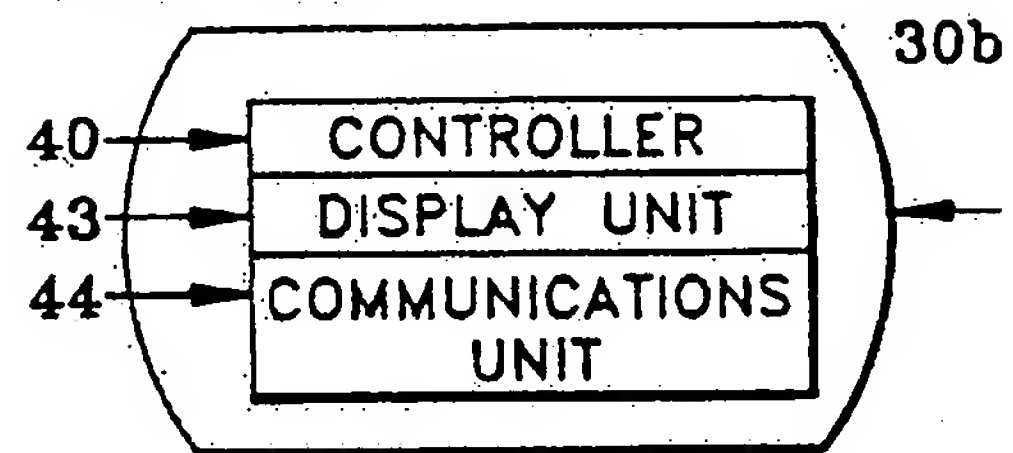 30b
40 CONTROLLER
43 DISPLAY UNIT
44 COMMUNICATIONS
UNIT